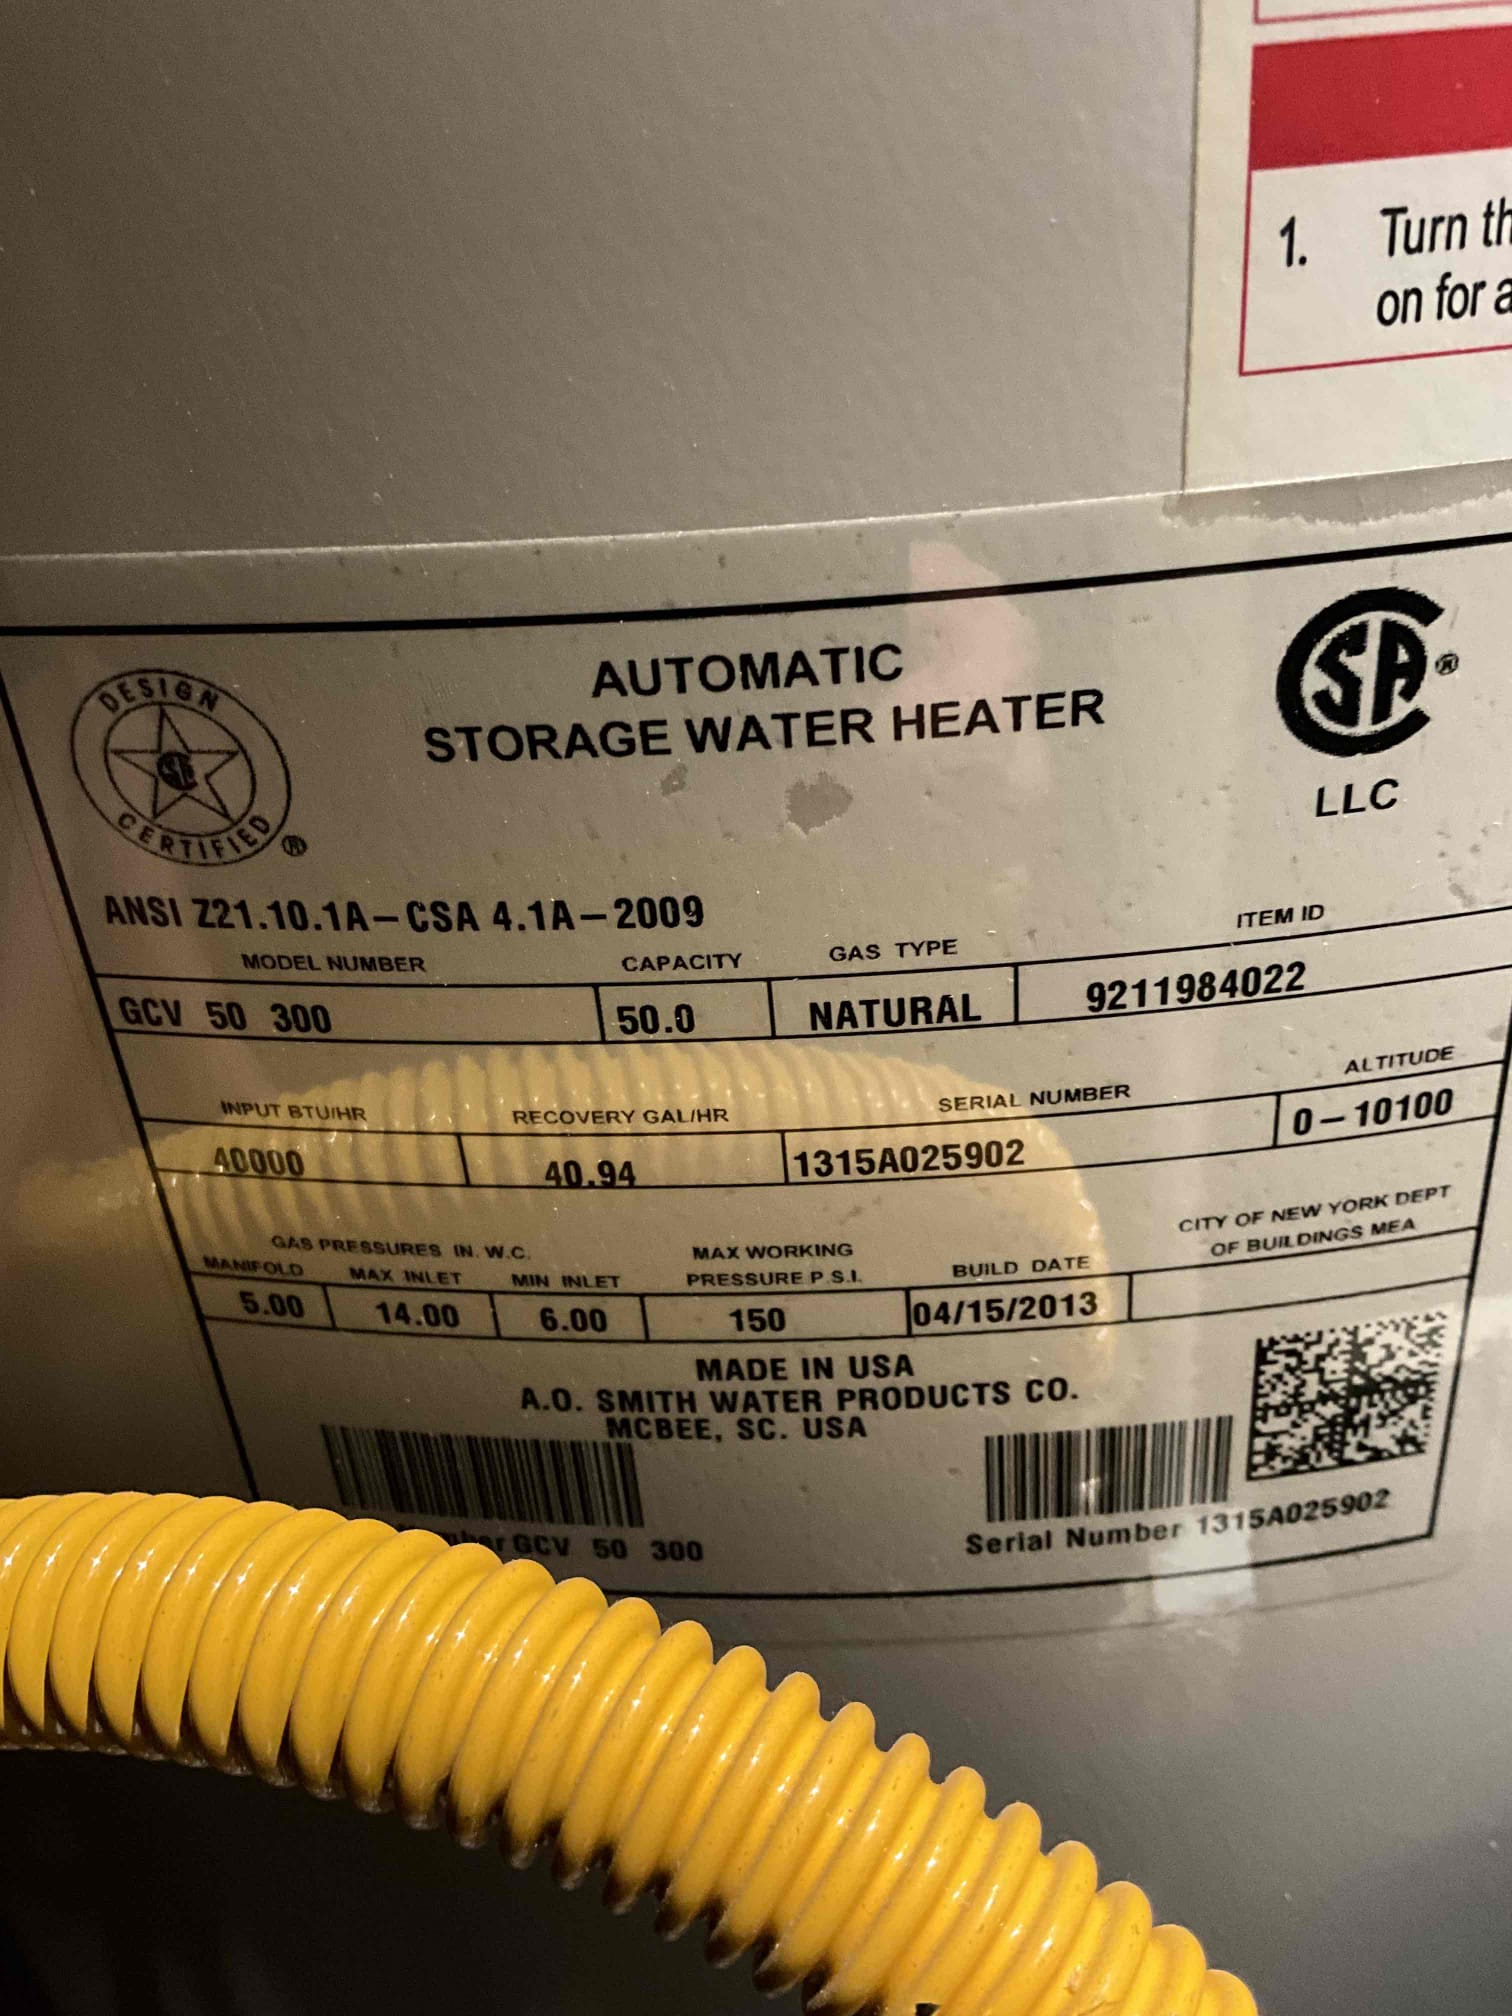 1. Turn th
on for a
DESIGN
CERTIFIED ®
AUTOMATIC
STORAGE WATER HEATER
SA ®
LLC
ANSI Z21.10.1A–CSA 4.1A–2009
MODEL NUMBER CAPACITY GAS TYPE ITEM ID
GCV 50 300 50.0 NATURAL 9211984022
INPUT BTU/HR RECOVERY GAL/HR SERIAL NUMBER ALTITUDE
40000 40.94 1315A025902 0–10100
GAS PRESSURES IN. W.C. MAX WORKING CITY OF NEW YORK DEPT
MANIFOLD MAX INLET MIN INLET PRESSURE P.S.I. BUILD DATE OF BUILDINGS MEA
5.00 14.00 6.00 150 04/15/2013
MADE IN USA
A.O. SMITH WATER PRODUCTS CO.
MCBEE, SC. USA
GCV 50 300
Serial Number 1315A025902